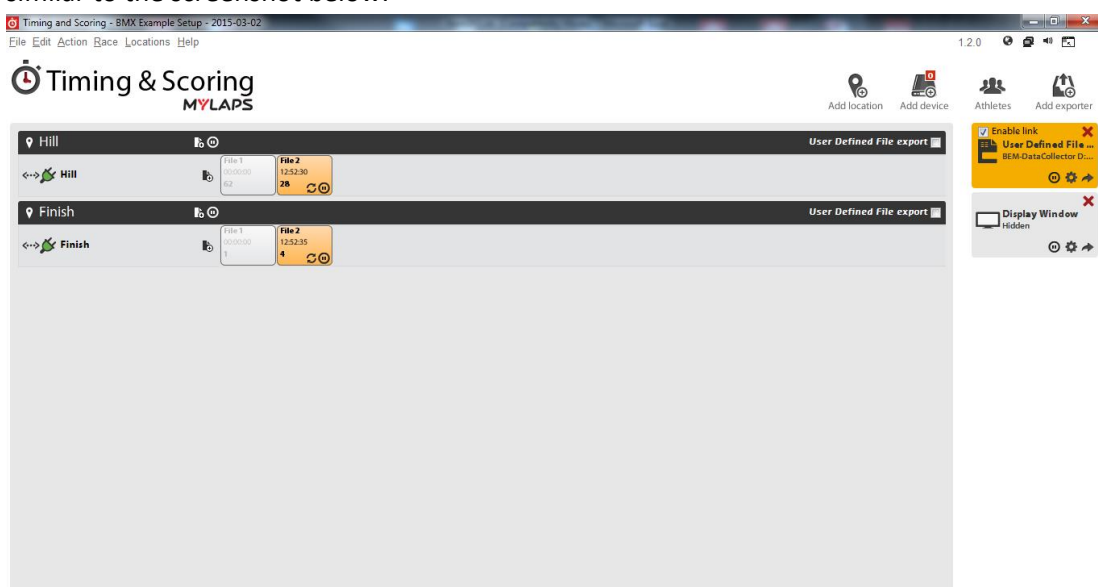 similar to the screenshot below:
Timing and Scoring - BMX Example Setup - 2015-03-02
File Edit Action Race Locations Help
1.2.0
Timing & Scoring
MYLAPS
Add location
0
Add device
Athletes
Add exporter
Hill
User Defined File export
Hill
File 1
00:00:00
62
File 2
12:52:30
28
Finish
User Defined File export
Finish
File 1
00:00:00
1
File 2
12:52:35
4
Enable link
User Defined File ...
BEM-DataCollector D:...
Display Window
Hidden